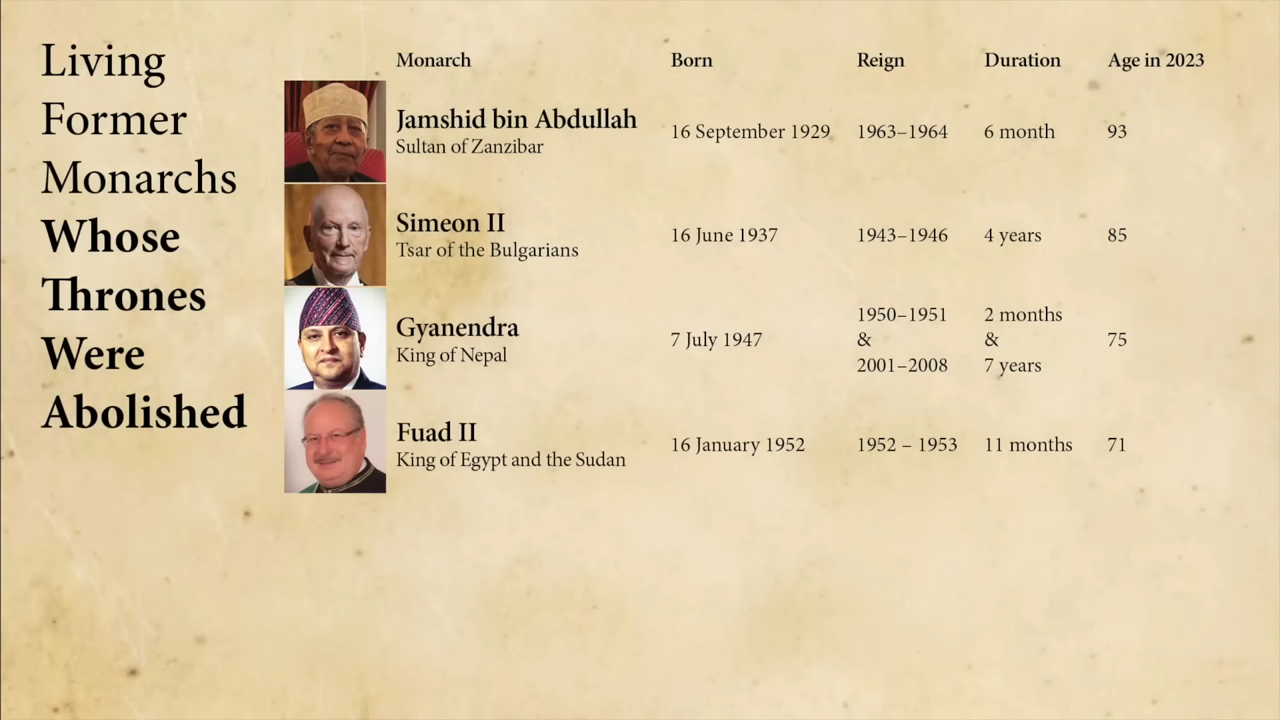 Living
Former
Monarchs
Whose
Thrones
Were
Abolished
Monarch Born Reign Duration Age in 2023
Jamshid bin Abdullah
Sultan of Zanzibar
16 September 1929 1963–1964 6 month 93
Simeon II
Tsar of the Bulgarians
16 June 1937 1943–1946 4 years 85
Gyanendra
King of Nepal
7 July 1947
1950–1951
&
2001–2008
2 months
&
7 years
75
Fuad II
King of Egypt and the Sudan
16 January 1952 1952 – 1953 11 months 71